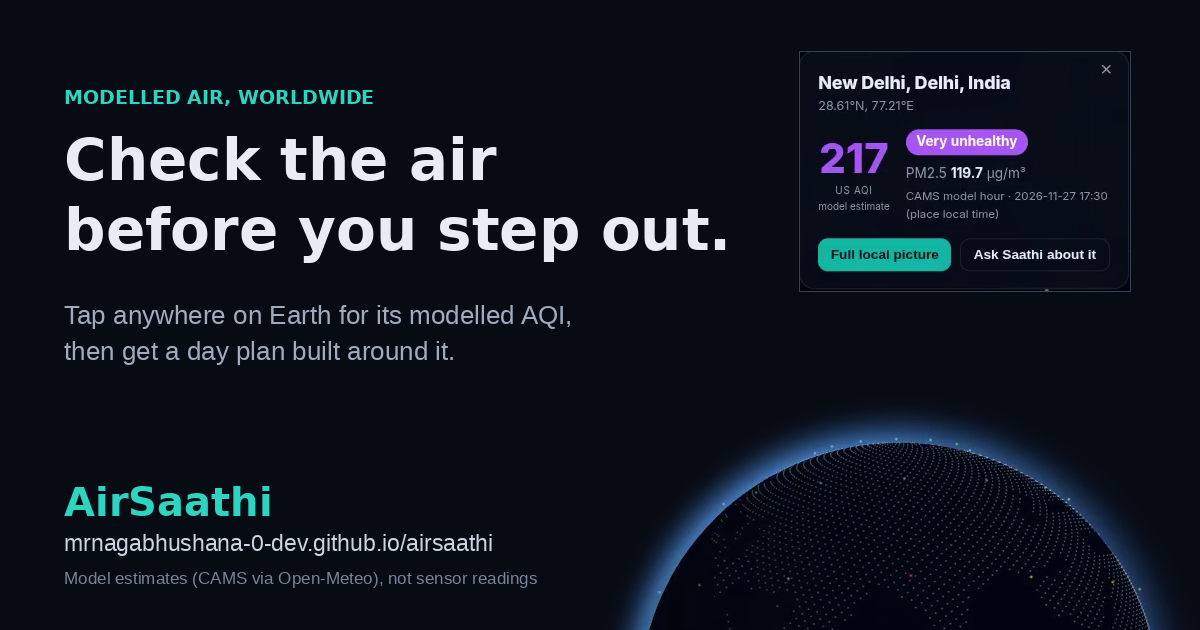 MODELLED AIR, WORLDWIDE
Check the air
before you step out.
Tap anywhere on Earth for its modelled AQI,
then get a day plan built around it.
AirSaathi
mrnagabhushana-0-dev.github.io/airsaathi
Model estimates (CAMS via Open-Meteo), not sensor readings
✕
New Delhi, Delhi, India
28.61°N, 77.21°E
217
US AQI
model estimate
Very unhealthy
PM2.5 119.7 µg/m³
CAMS model hour · 2026-11-27 17:30
(place local time)
Full local picture
Ask Saathi about it